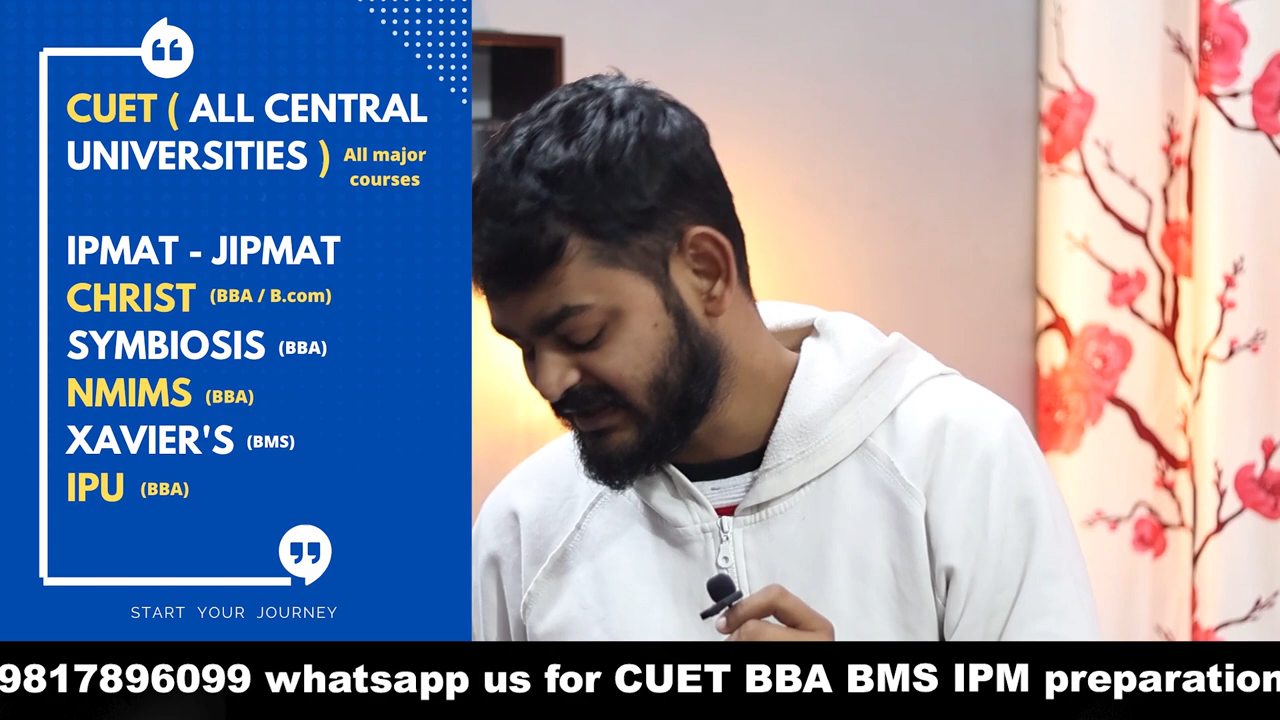 CUET ( ALL CENTRAL
UNIVERSITIES ) All major
courses
IPMAT - JIPMAT
CHRIST (BBA / B.com)
SYMBIOSIS (BBA)
NMIMS (BBA)
XAVIER'S (BMS)
IPU (BBA)
START YOUR JOURNEY
9817896099 whatsapp us for CUET BBA BMS IPM preparation